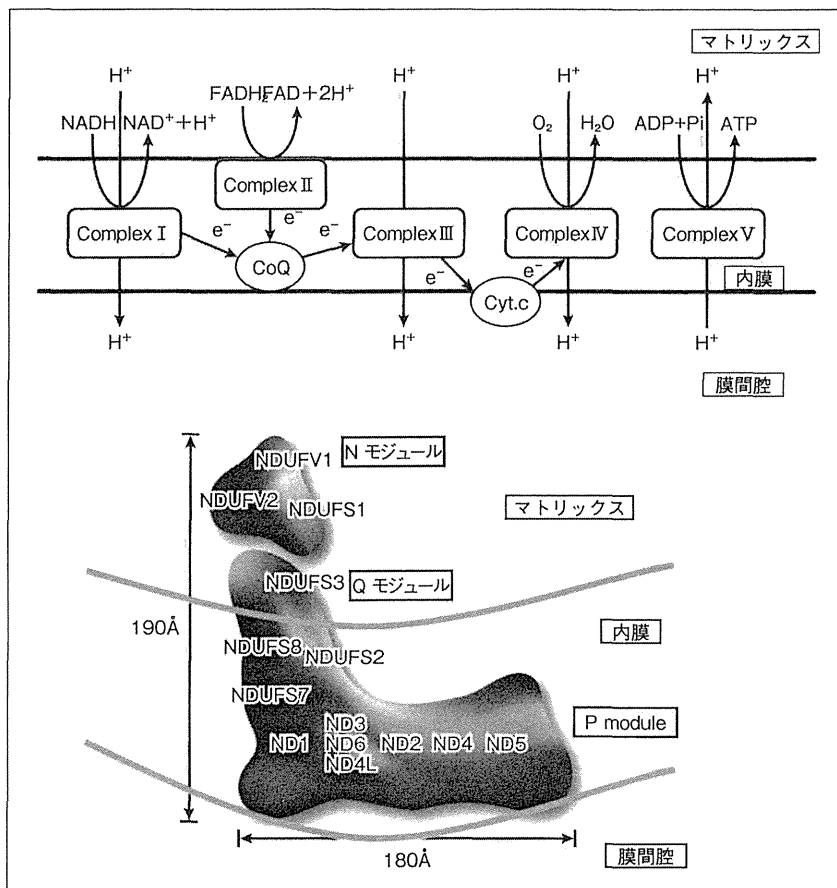 マトリックス
H⁺ H⁺ H⁺ H⁺
FADH₂ FAD+2H⁺
NADH NAD⁺+H⁺ O₂ H₂O ADP+Pi ATP
Complex II
Complex I e⁻ e⁻ e⁻ Complex III Complex IV Complex V
CoQ e⁻ e⁻ 内膜
Cyt.c
H⁺ H⁺ H⁺ H⁺
膜間腔
NDUFV1 N モジュール
NDUFV2 NDUFS1 マトリックス
NDUFS3 Q モジュール
190Å 内膜
NDUFS8 NDUFS2
NDUFS7 P module
ND3
ND1 ND6 ND2 ND4 ND5
ND4L
180Å 膜間腔